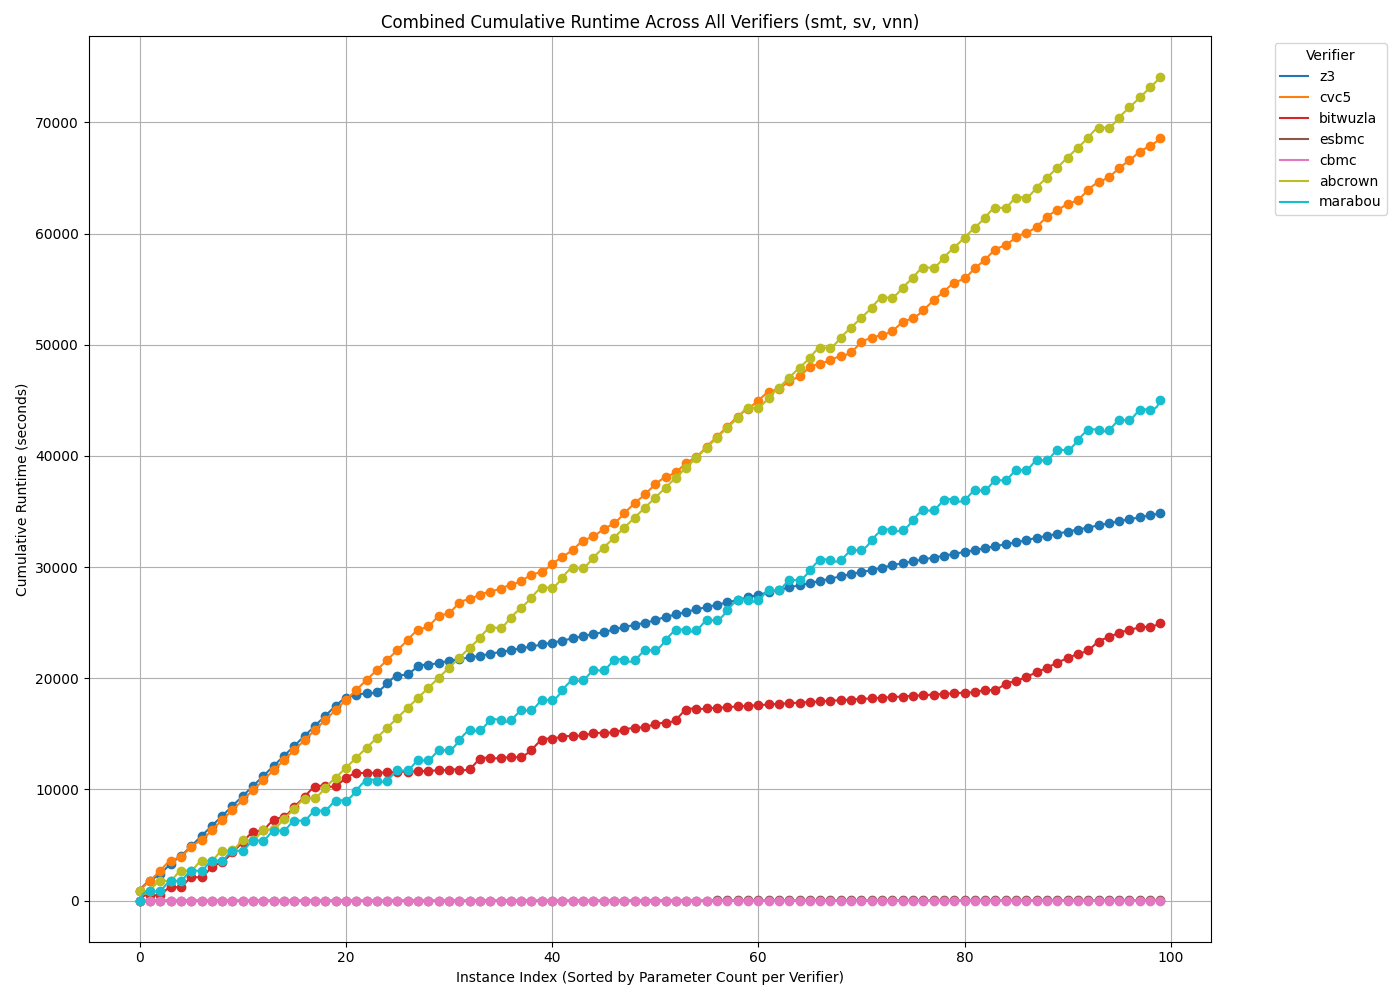 Combined Cumulative Runtime Across All Verifiers (smt, sv, vnn)
Verifier
z3
cvc5
bitwuzla
esbmc
cbmc
abcrown
marabou
Cumulative Runtime (seconds)
70000
60000
50000
40000
30000
20000
10000
0
0 20 40 60 80 100
Instance Index (Sorted by Parameter Count per Verifier)